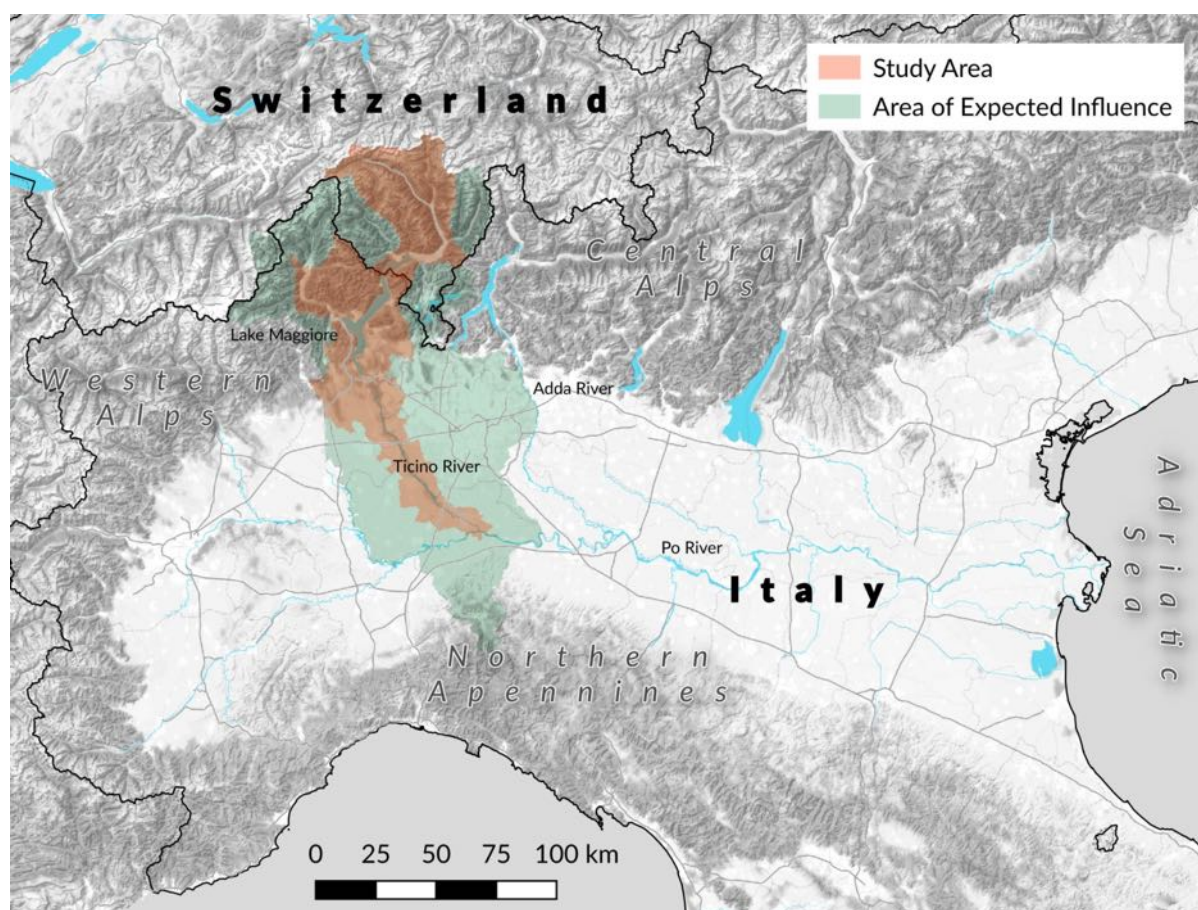 Study Area
Area of Expected Influence
Switzerland
Central
Alps
Lake Maggiore
Western
Alps
Adda River
Ticino River
Adriatic
Sea
Po River
Italy
Northern
Apennines
0 25 50 75 100 km